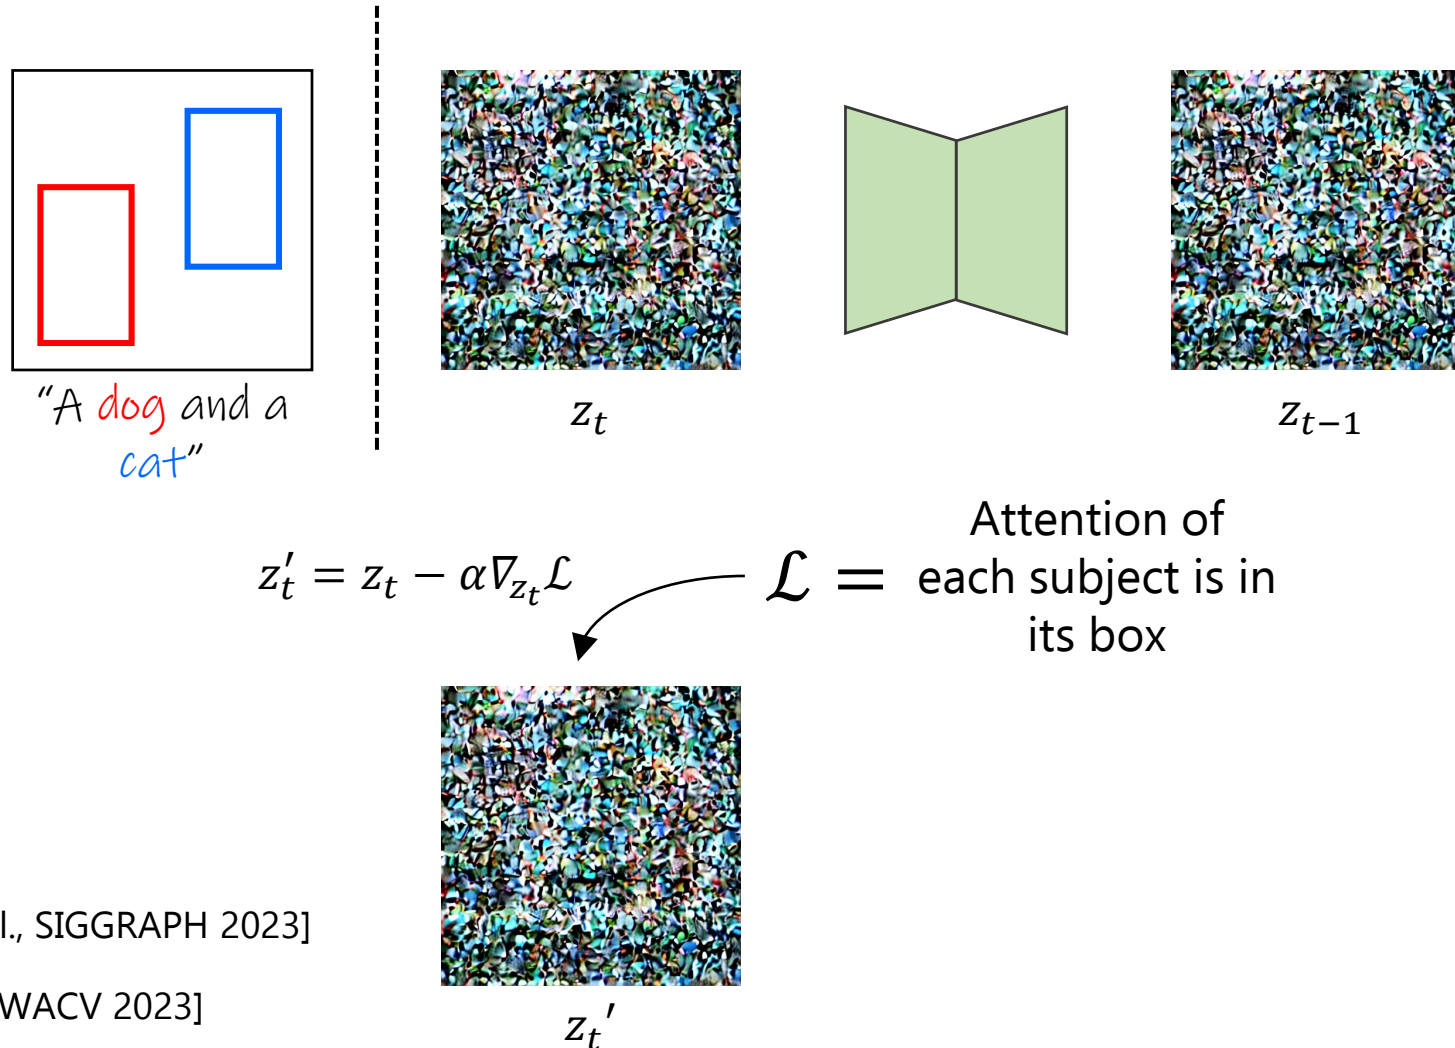 "A dog and a
cat"
z_t
z_{t-1}
z'_t = z_t − α∇_{z_t}ℒ
ℒ =
Attention of
each subject is in
its box
l., SIGGRAPH 2023]
WACV 2023]
z_t'